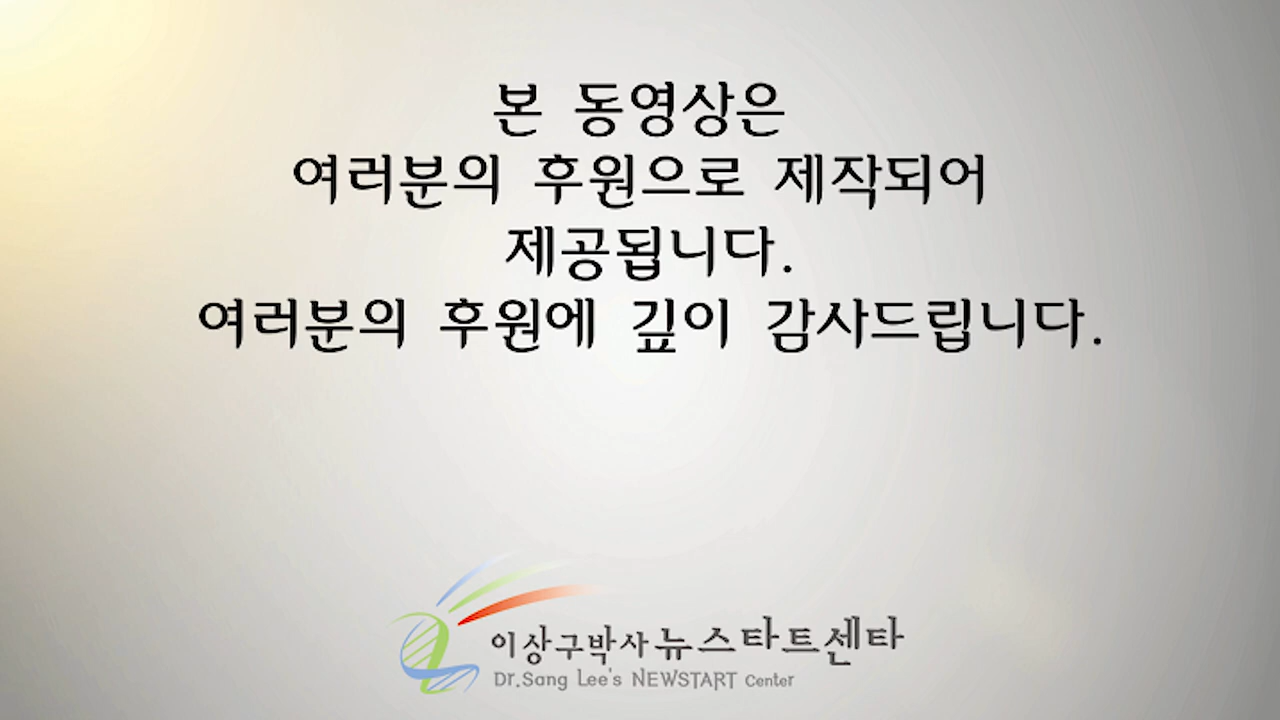 본 동영상은
여러분의 후원으로 제작되어
제공됩니다.
여러분의 후원에 깊이 감사드립니다.
이상구박사 뉴스타트센타
Dr.Sang Lee's NEWSTART Center